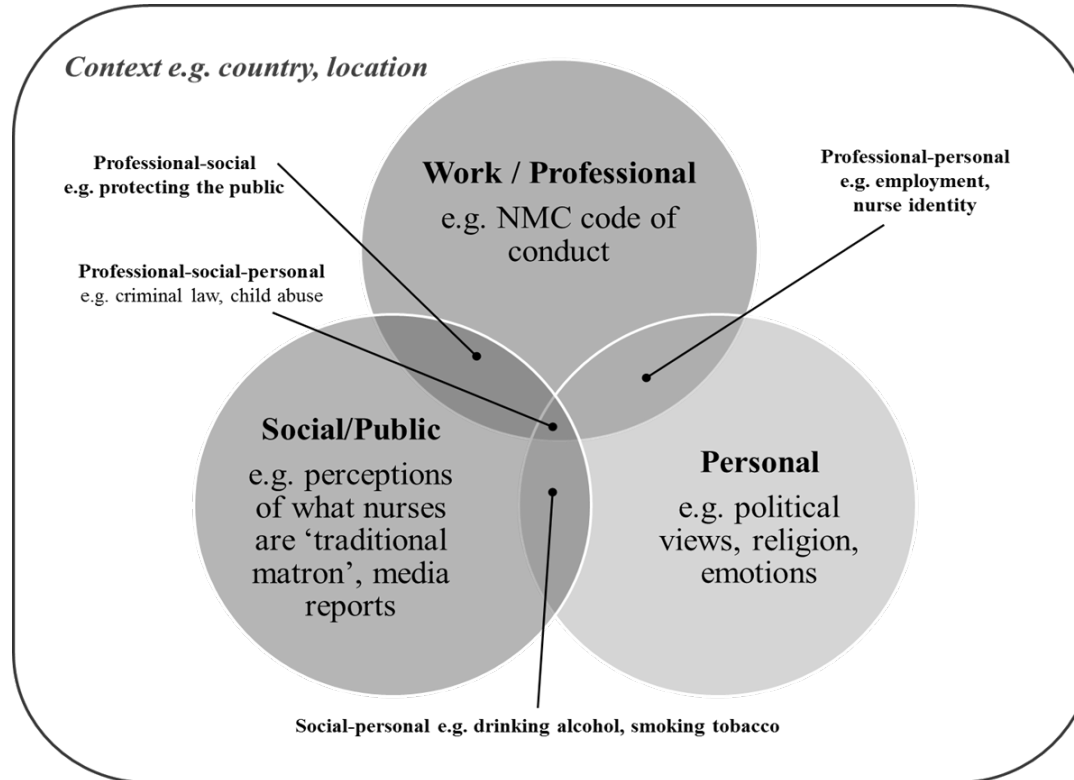 Context e.g. country, location
Professional-social
e.g. protecting the public
Work / Professional
e.g. NMC code of
conduct
Professional-personal
e.g. employment,
nurse identity
Professional-social-personal
e.g. criminal law, child abuse
Social/Public
e.g. perceptions
of what nurses
are ‘traditional
matron’, media
reports
Personal
e.g. political
views, religion,
emotions
Social-personal e.g. drinking alcohol, smoking tobacco